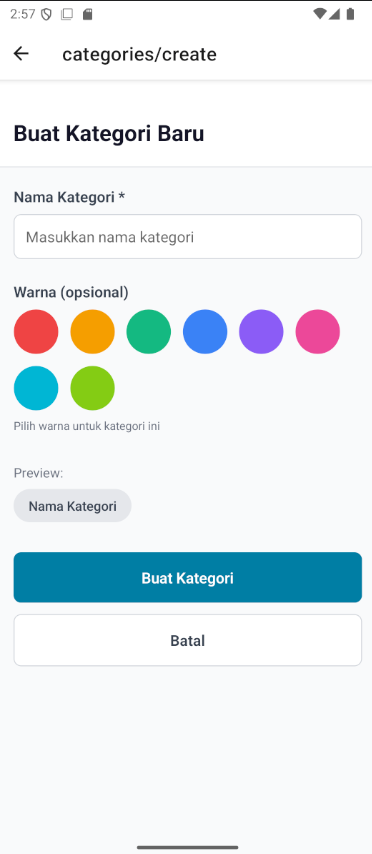 2:57
categories/create
Buat Kategori Baru
Nama Kategori *
Masukkan nama kategori
Warna (opsional)
Pilih warna untuk kategori ini
Preview:
Nama Kategori
Buat Kategori
Batal